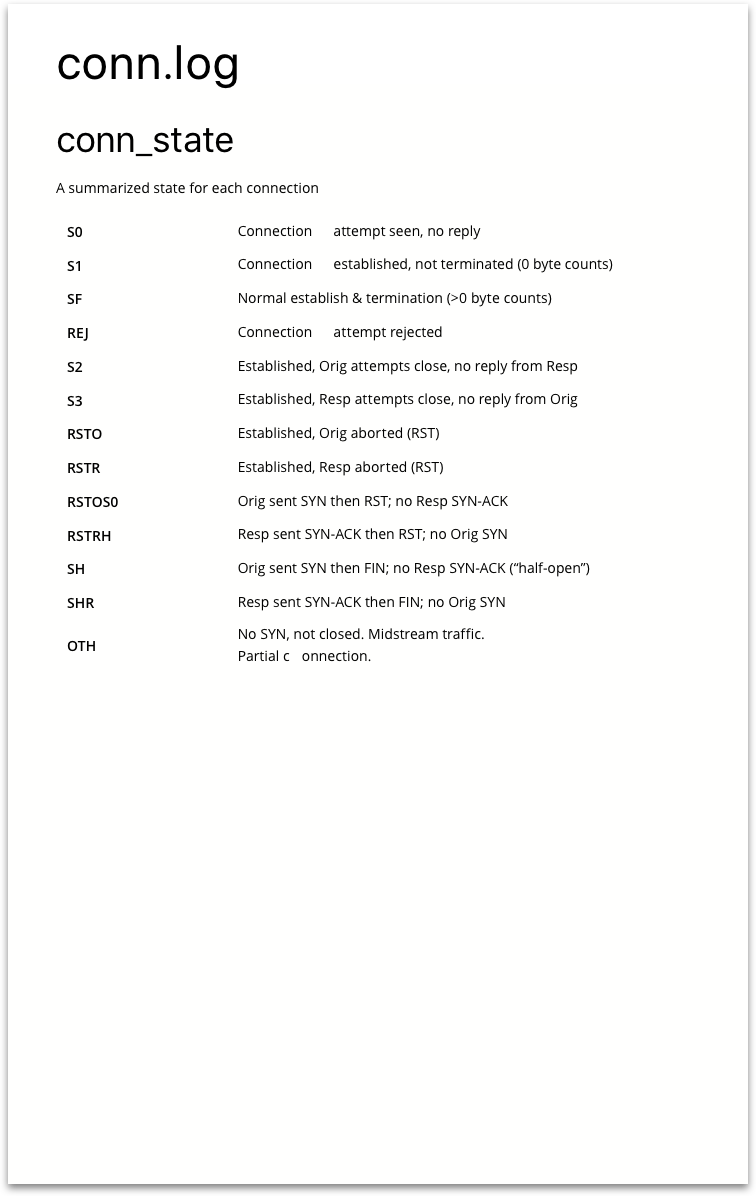 conn.log
conn_state
A summarized state for each connection
S0 Connection attempt seen, no reply
S1 Connection established, not terminated (0 byte counts)
SF Normal establish & termination (>0 byte counts)
REJ Connection attempt rejected
S2 Established, Orig attempts close, no reply from Resp
S3 Established, Resp attempts close, no reply from Orig
RSTO Established, Orig aborted (RST)
RSTR Established, Resp aborted (RST)
RSTOS0 Orig sent SYN then RST; no Resp SYN-ACK
RSTRH Resp sent SYN-ACK then RST; no Orig SYN
SH Orig sent SYN then FIN; no Resp SYN-ACK (“half-open”)
SHR Resp sent SYN-ACK then FIN; no Orig SYN
OTH No SYN, not closed. Midstream traffic.
Partial c onnection.